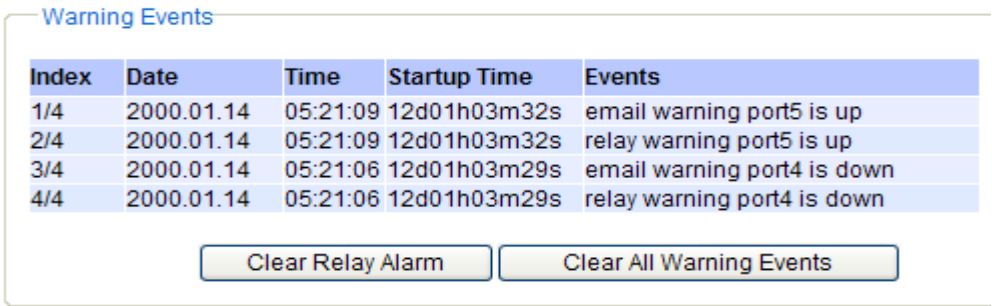 Warning Events
Index Date Time Startup Time Events
1/4 2000.01.14 05:21:09 12d01h03m32s email warning port5 is up
2/4 2000.01.14 05:21:09 12d01h03m32s relay warning port5 is up
3/4 2000.01.14 05:21:06 12d01h03m29s email warning port4 is down
4/4 2000.01.14 05:21:06 12d01h03m29s relay warning port4 is down
Clear Relay Alarm Clear All Warning Events